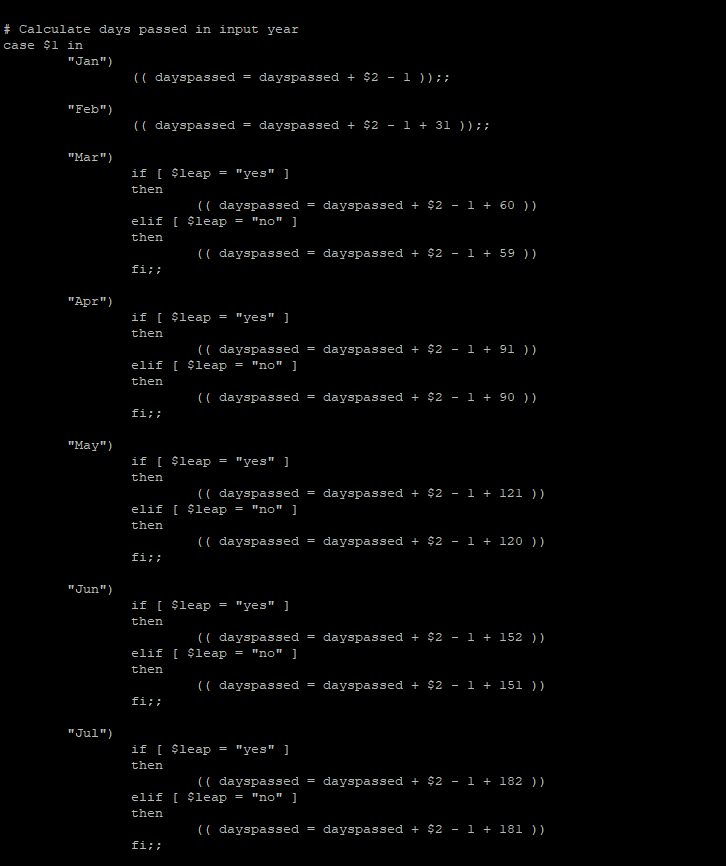 # Calculate days passed in input year
case $1 in
"Jan")
(( dayspassed = dayspassed + $2 - 1 ));;
"Feb")
(( dayspassed = dayspassed + $2 - 1 + 31 ));;
"Mar")
if [ $leap = "yes" ]
then
(( dayspassed = dayspassed + $2 - 1 + 60 ))
elif [ $leap = "no" ]
then
(( dayspassed = dayspassed + $2 - 1 + 59 ))
fi;;
"Apr")
if [ $leap = "yes" ]
then
(( dayspassed = dayspassed + $2 - 1 + 91 ))
elif [ $leap = "no" ]
then
(( dayspassed = dayspassed + $2 - 1 + 90 ))
fi;;
"May")
if [ $leap = "yes" ]
then
(( dayspassed = dayspassed + $2 - 1 + 121 ))
elif [ $leap = "no" ]
then
(( dayspassed = dayspassed + $2 - 1 + 120 ))
fi;;
"Jun")
if [ $leap = "yes" ]
then
(( dayspassed = dayspassed + $2 - 1 + 152 ))
elif [ $leap = "no" ]
then
(( dayspassed = dayspassed + $2 - 1 + 151 ))
fi;;
"Jul")
if [ $leap = "yes" ]
then
(( dayspassed = dayspassed + $2 - 1 + 182 ))
elif [ $leap = "no" ]
then
(( dayspassed = dayspassed + $2 - 1 + 181 ))
fi;;